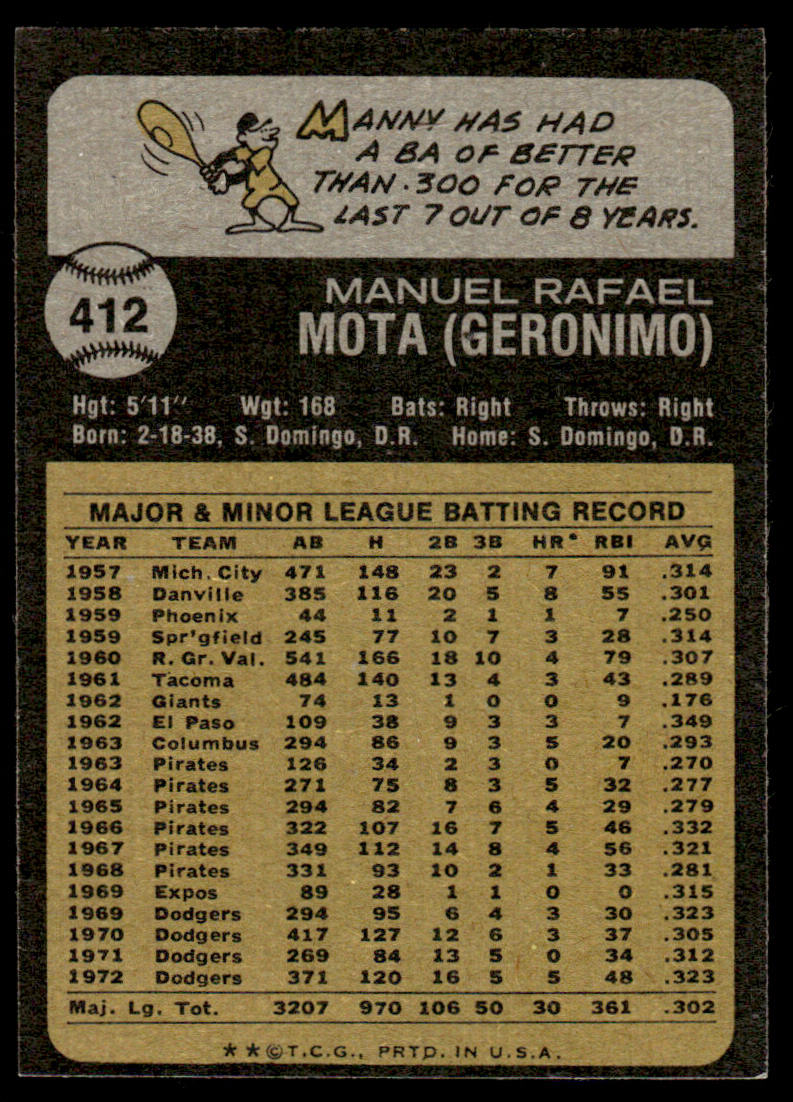 MANNY HAS HAD
A BA OF BETTER
THAN .300 FOR THE
LAST 7 OUT OF 8 YEARS.
412
MANUEL RAFAEL
MOTA (GERONIMO)
Hgt: 5'11" Wgt: 168 Bats: Right Throws: Right
Born: 2-18-38, S. Domingo, D.R. Home: S. Domingo, D.R.
MAJOR & MINOR LEAGUE BATTING RECORD
YEAR TEAM AB H 2B 3B HR* RBI AVG
1957 Mich. City 471 148 23 2 7 91 .314
1958 Danville 385 116 20 5 8 55 .301
1959 Phoenix 44 11 2 1 1 7 .250
1959 Spr'gfield 245 77 10 7 3 28 .314
1960 R. Gr. Val. 541 166 18 10 4 79 .307
1961 Tacoma 484 140 13 4 3 43 .289
1962 Giants 74 13 1 0 0 9 .176
1962 El Paso 109 38 9 3 3 7 .349
1963 Columbus 294 86 9 3 5 20 .293
1963 Pirates 126 34 2 3 0 7 .270
1964 Pirates 271 75 8 3 5 32 .277
1965 Pirates 294 82 7 6 4 29 .279
1966 Pirates 322 107 16 7 5 46 .332
1967 Pirates 349 112 14 8 4 56 .321
1968 Pirates 331 93 10 2 1 33 .281
1969 Expos 89 28 1 1 0 0 .315
1969 Dodgers 294 95 6 4 3 30 .323
1970 Dodgers 417 127 12 6 3 37 .305
1971 Dodgers 269 84 13 5 0 34 .312
1972 Dodgers 371 120 16 5 5 48 .323
Maj. Lg. Tot. 3207 970 106 50 30 361 .302
* * © T.C.G., PRTD. IN U.S.A.